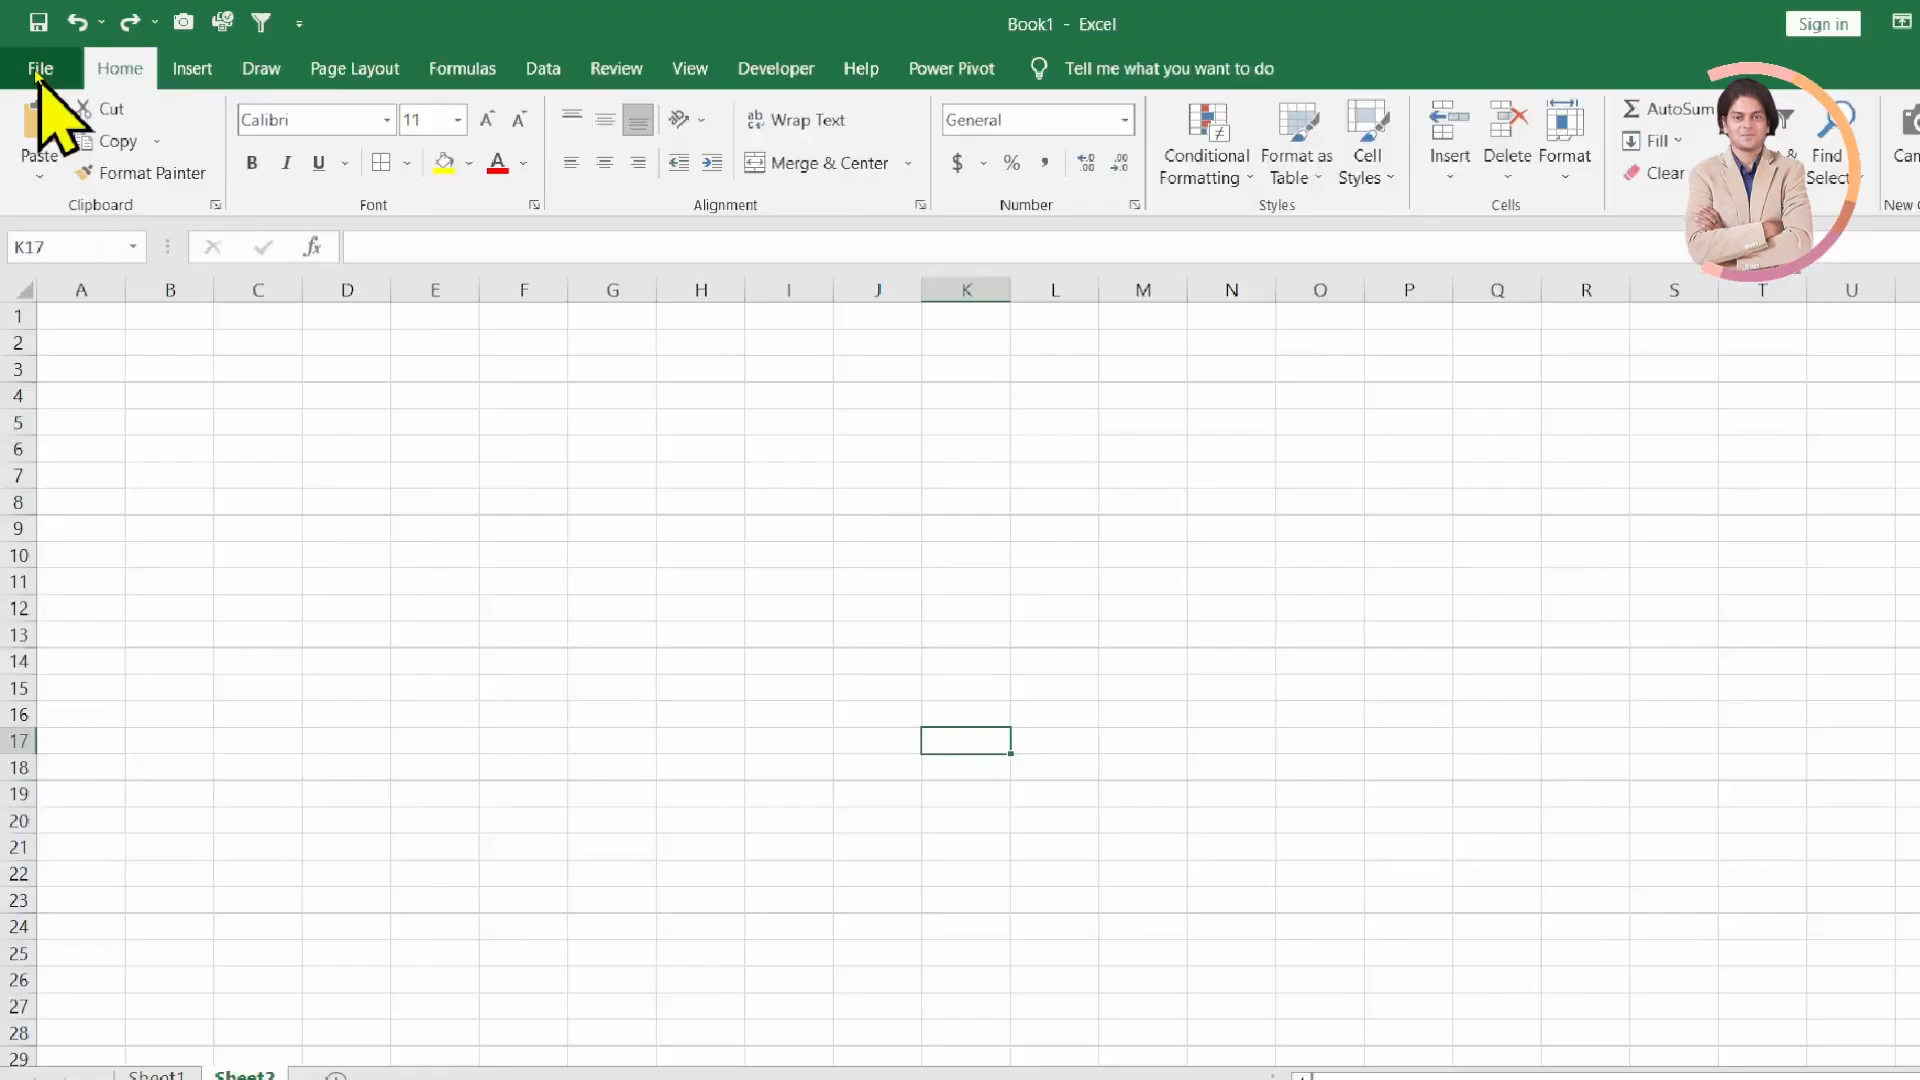 Book1 - Excel
Sign in
File Home Insert Draw Page Layout Formulas Data Review View Developer Help Power Pivot Tell me what you want to do
Paste
Cut
Copy
Format Painter
Clipboard
Calibri 11
B I U A
Font
ab Wrap Text
Merge & Center
Alignment
General
$ % ,
Number
Conditional Formatting
Format as Table
Cell Styles
Styles
Insert Delete Format
Cells
AutoSum
Fill
Clear
&
Find
Select
K17
fx
A B C D E F G H I J K L M N O P Q R S T U
1
2
3
4
5
6
7
8
9
10
11
12
13
14
15
16
17
18
19
20
21
22
23
24
25
26
27
28
29
Sheet1 Sheet2